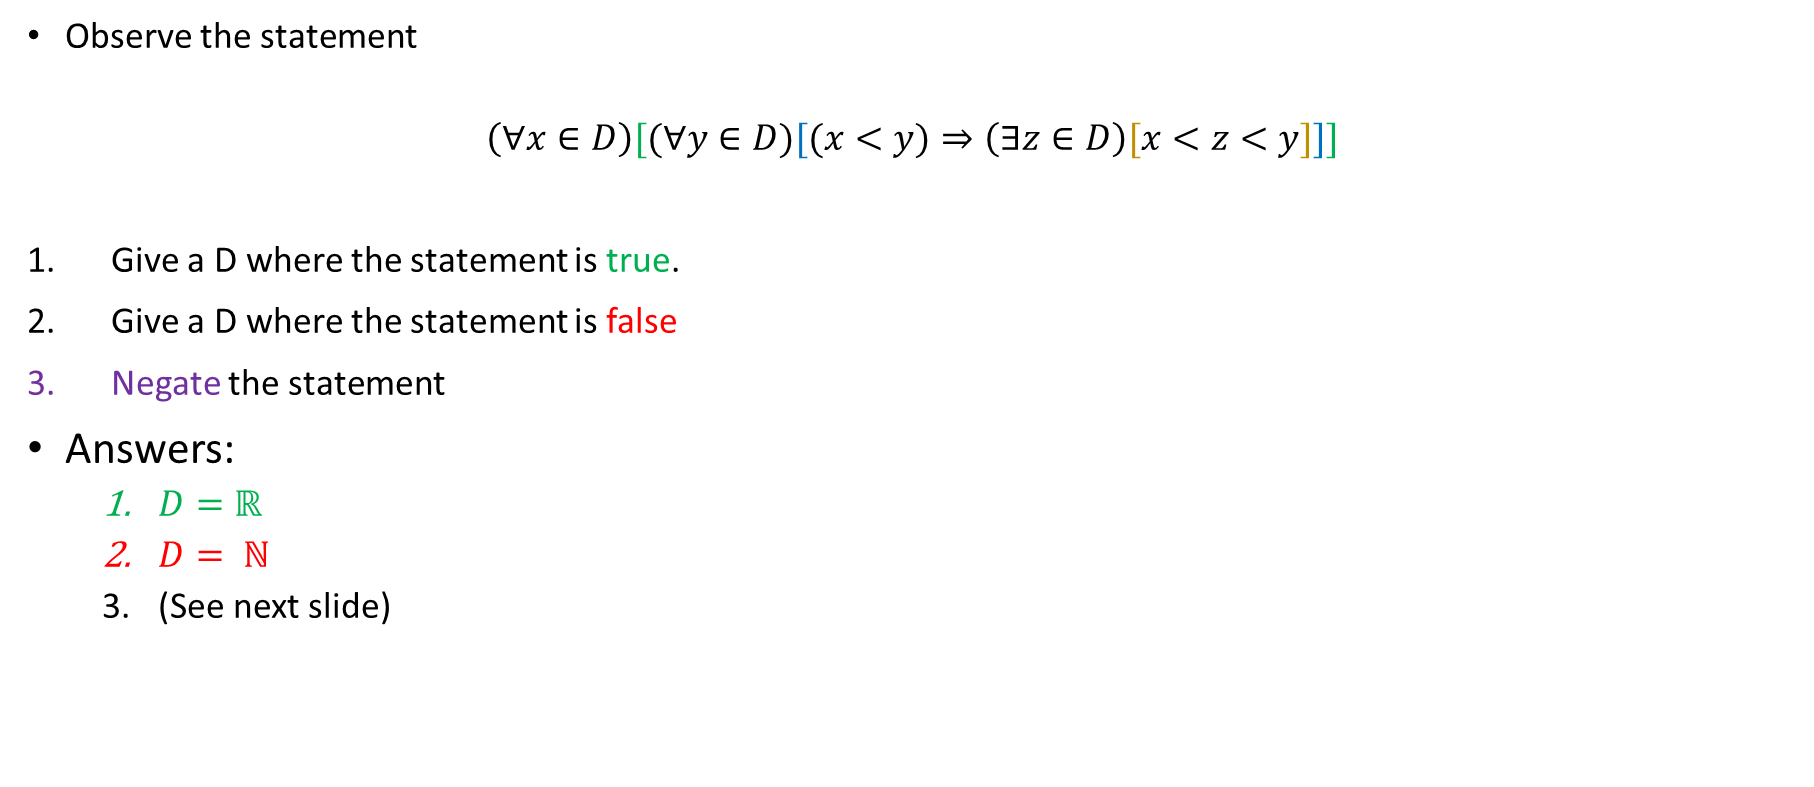 • Observe the statement
(∀x ∈ D)[(∀y ∈ D)[(x < y) ⇒ (∃z ∈ D)[x < z < y]]]
1. Give a D where the statement is true.
2. Give a D where the statement is false
3. Negate the statement
• Answers:
1. D = ℝ
2. D = ℕ
3. (See next slide)